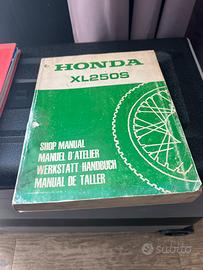 HONDA
XL250S
SHOP MANUAL
MANUEL D'ATELIER
WERKSTATT-HANDBUCH
MANUAL DE TALLER
subito